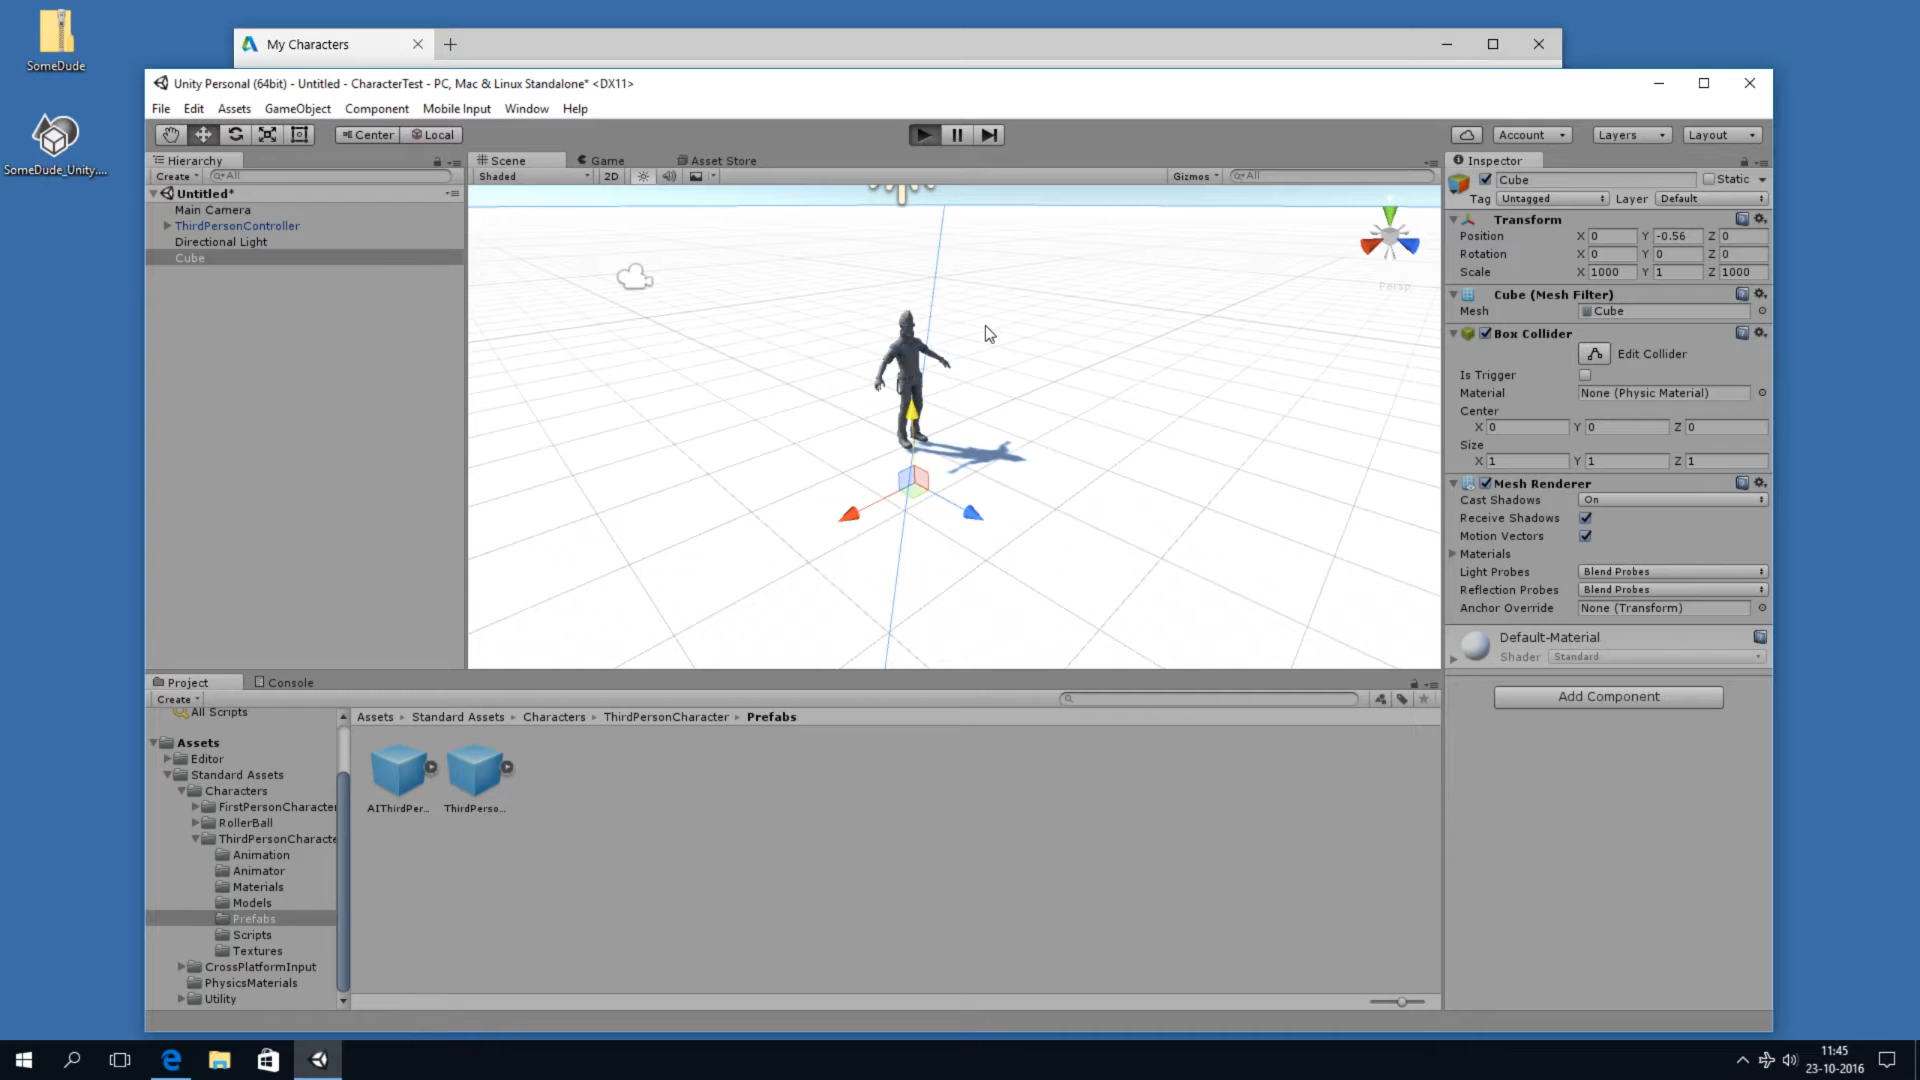 SomeDude
SomeDude_Unity....
My Characters
Unity Personal (64bit) - Untitled - CharacterTest - PC, Mac & Linux Standalone* <DX11>
File Edit Assets GameObject Component Mobile Input Window Help
Center Local
Account Layers Layout
Hierarchy
Create All
Untitled*
Main Camera
ThirdPersonController
Directional Light
Cube
Scene Game Asset Store
Shaded 2D Gizmos All
Persp
Inspector
Cube Static
Tag Untagged Layer Default
Transform
Position X 0 Y -0.56 Z 0
Rotation X 0 Y 0 Z 0
Scale X 1000 Y 1 Z 1000
Cube (Mesh Filter)
Mesh Cube
Box Collider
Edit Collider
Is Trigger
Material None (Physic Material)
Center
X 0 Y 0 Z 0
Size
X 1 Y 1 Z 1
Mesh Renderer
Cast Shadows On
Receive Shadows
Motion Vectors
Materials
Light Probes Blend Probes
Reflection Probes Blend Probes
Anchor Override None (Transform)
Default-Material
Shader Standard
Add Component
Project Console
Create
All Scripts
Assets
Editor
Standard Assets
Characters
FirstPersonCharacter
RollerBall
ThirdPersonCharacte
Animation
Animator
Materials
Models
Prefabs
Scripts
Textures
CrossPlatformInput
PhysicsMaterials
Utility
Assets Standard Assets Characters ThirdPersonCharacter Prefabs
AIThirdPer... ThirdPerso...
11:45
23-10-2016